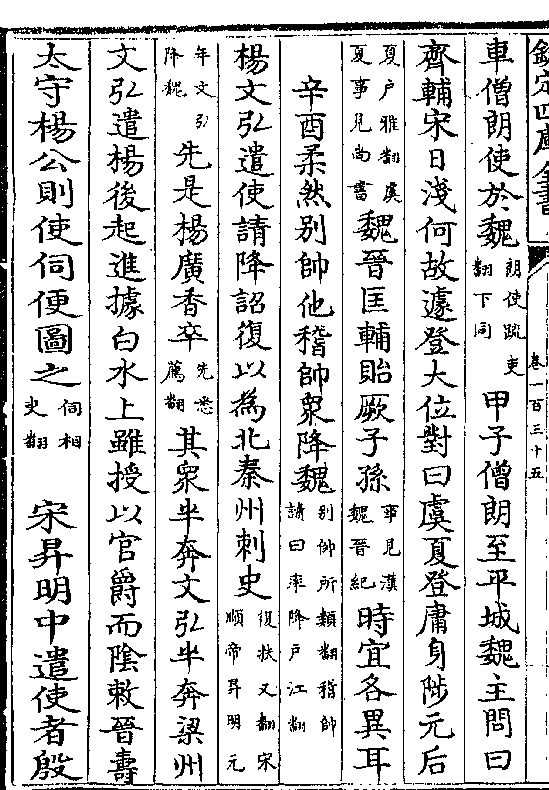 欽定四庫全書
卷一百三十五
車僧朗使於魏朗使疏吏翻下同甲子僧朗至平城魏主問曰
齊輔宋日淺何故遽登大位對曰虞夏登庸身陟元后
夏户雅翻虞夏事見尚書魏晉匡輔貽厥子孫事見漢魏晉紀時宜各異耳
辛酉柔然别帥他稽帥衆降魏别帥所類翻稽帥讀曰率降户江翻
楊文弘遣使請降詔復以為北秦州刺史復扶又翻宋順帝昇明元
年文弘降魏先是楊廣香卒先悉薦翻其衆半奔文弘半奔梁州
文弘遣楊後起進據白水上雖授以官爵而陰敕晉壽
太守楊公則使伺便圖之伺相吏翻 宋昇明中遣使者殷